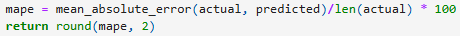 mape = mean_absolute_error(actual, predicted)/len(actual) * 100
return round(mape, 2)